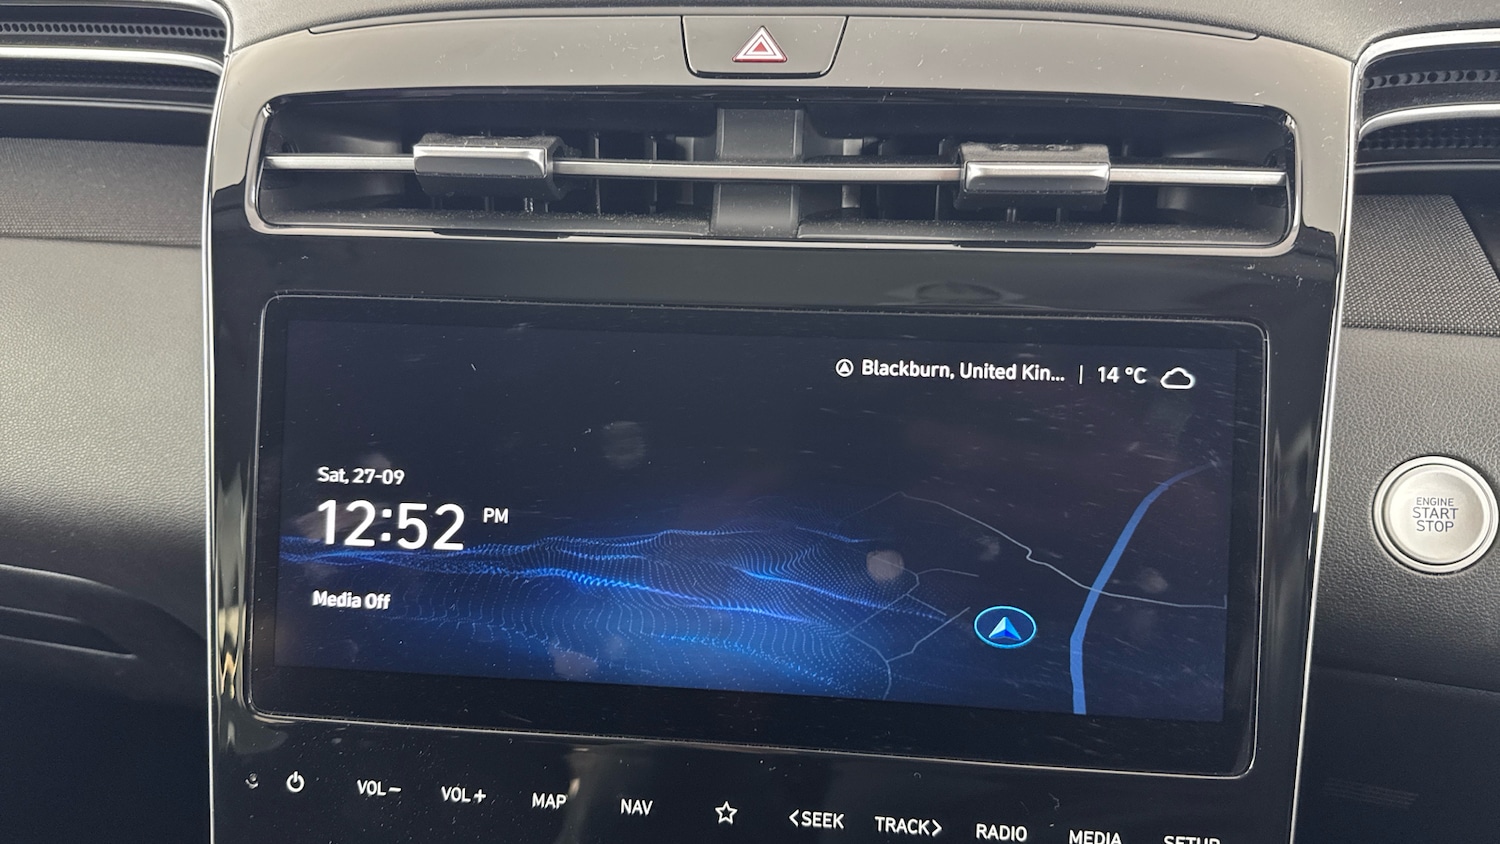 Blackburn, United Kin... | 14 °C
Sat, 27-09
12:52 PM
Media Off
ENGINE
START
STOP
VOL− VOL+ MAP NAV <SEEK TRACK> RADIO MEDIA SETUP